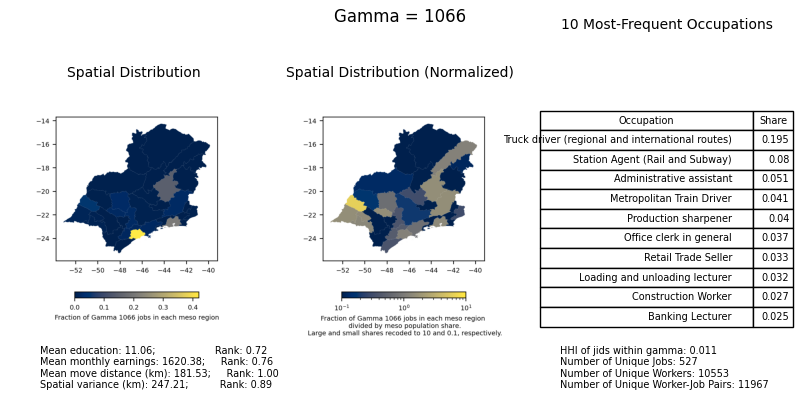 Gamma = 1066
10 Most-Frequent Occupations
Spatial Distribution
Spatial Distribution (Normalized)
−14
−16
−18
−20
−22
−24
−52 −50 −48 −46 −44 −42 −40
0.0 0.1 0.2 0.3 0.4
Fraction of Gamma 1066 jobs in each meso region
−14
−16
−18
−20
−22
−24
−52 −50 −48 −46 −44 −42 −40
10⁻¹ 10⁰ 10¹
Fraction of Gamma 1066 jobs in each meso region
divided by meso population share.
Large and small shares recoded to 10 and 0.1, respectively.
Occupation Share
Truck driver (regional and international routes) 0.195
Station Agent (Rail and Subway) 0.08
Administrative assistant 0.051
Metropolitan Train Driver 0.041
Production sharpener 0.04
Office clerk in general 0.037
Retail Trade Seller 0.033
Loading and unloading lecturer 0.032
Construction Worker 0.027
Banking Lecturer 0.025
Mean education: 11.06; Rank: 0.72
Mean monthly earnings: 1620.38; Rank: 0.76
Mean move distance (km): 181.53; Rank: 1.00
Spatial variance (km): 247.21; Rank: 0.89
HHI of jids within gamma: 0.011
Number of Unique Jobs: 527
Number of Unique Workers: 10553
Number of Unique Worker-Job Pairs: 11967